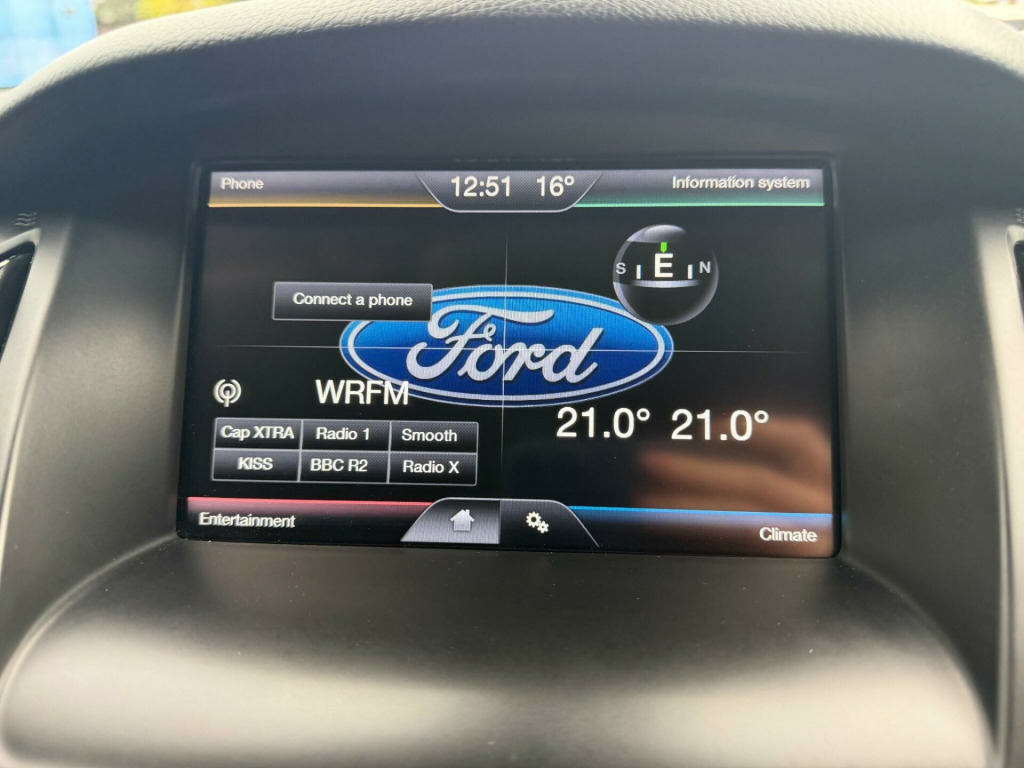 Phone
12:51 16°
Information system
S E N
Connect a phone
Ford
WRFM
21.0° 21.0°
Cap XTRA Radio 1 Smooth
KISS BBC R2 Radio X
Entertainment
Climate